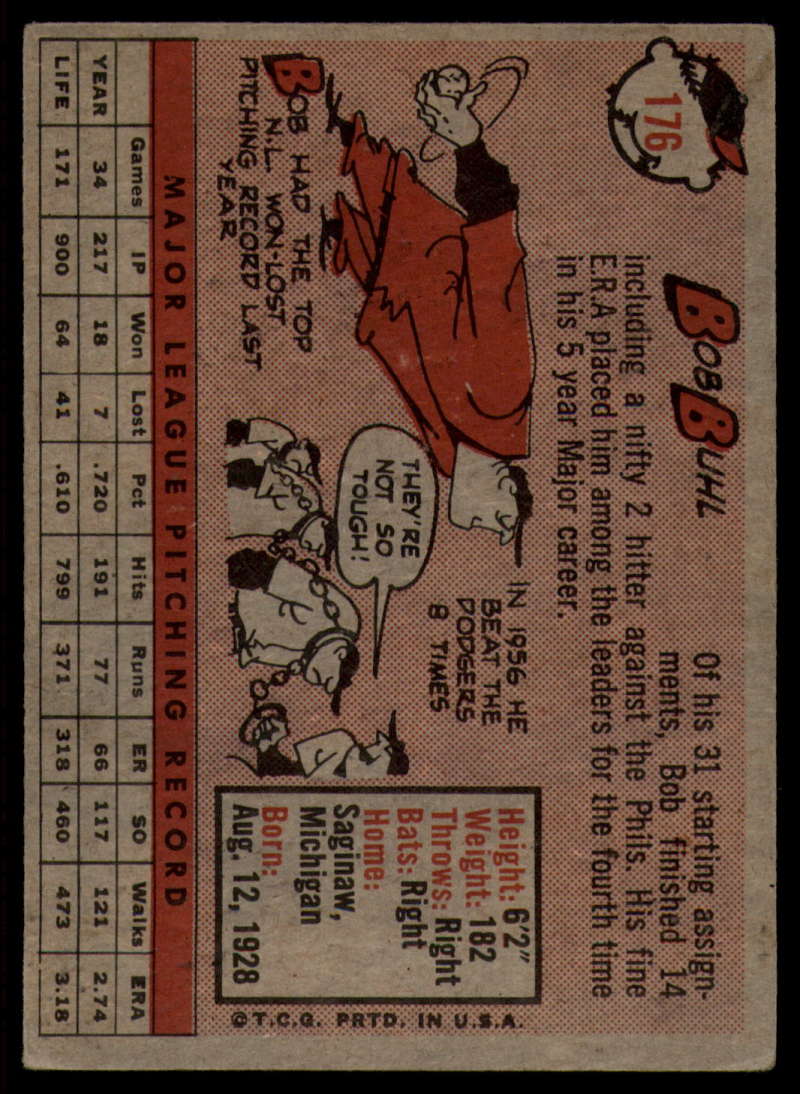 176
BOB BUHL
Of his 31 starting assign-
ments, Bob finished 14
including a nifty 2 hitter against the Phils. His fine
E.R.A placed him among the leaders for the fourth time
in his 5 year Major career.
BOB HAD THE TOP
N.L. WON-LOST
PITCHING RECORD LAST
YEAR
IN 1956 HE
BEAT THE
DODGERS
8 TIMES
THEY'RE
NOT SO
TOUGH!
Height: 6'2"
Weight: 182
Throws: Right
Bats: Right
Home:
Saginaw,
Michigan
Born:
Aug. 12, 1928
©T.C.G. PRTD. IN U.S.A.
MAJOR LEAGUE PITCHING RECORD
Games IP Won Lost Pct Hits Runs ER SO Walks ERA
YEAR 34 217 18 7 .720 191 77 66 117 121 2.74
LIFE 171 900 64 41 .610 799 371 318 460 473 3.18